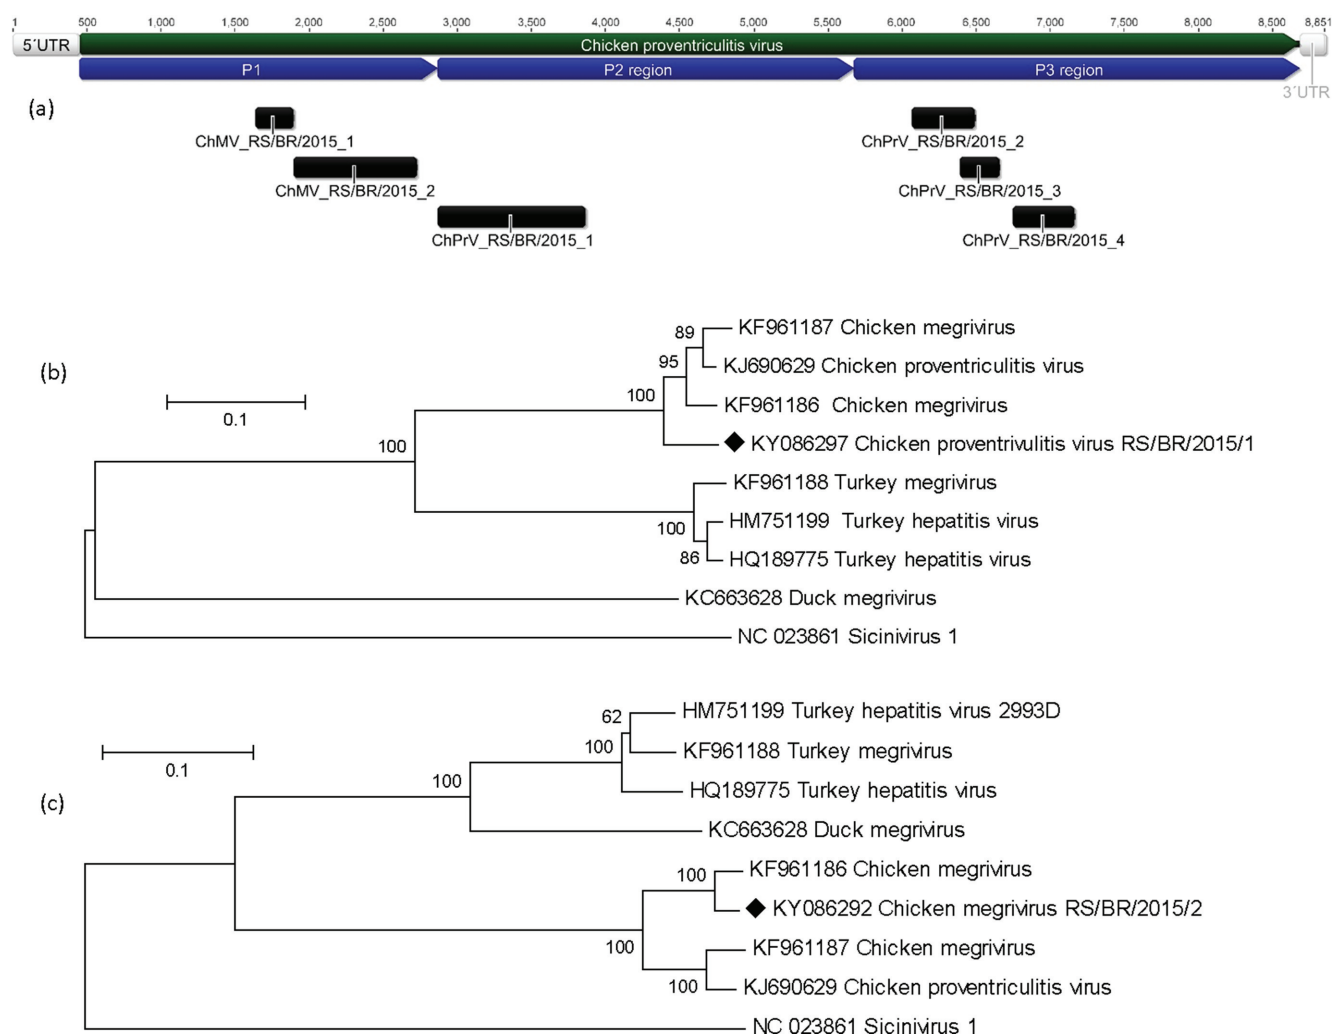 1 500 1,000 1,500 2,000 2,500 3,000 3,500 4,000 4,500 5,000 5,500 6,000 6,500 7,000 7,500 8,000 8,500 8,851
5´UTR Chicken proventriculitis virus
P1 P2 region P3 region
3´UTR
(a)
ChMV_RS/BR/2015_1 ChPrV_RS/BR/2015_2
ChMV_RS/BR/2015_2 ChPrV_RS/BR/2015_3
ChPrV_RS/BR/2015_1 ChPrV_RS/BR/2015_4
(b)
0.1
89
95
100
100
100
86
KF961187 Chicken megrivirus
KJ690629 Chicken proventriculitis virus
KF961186 Chicken megrivirus
KY086297 Chicken proventrivulitis virus RS/BR/2015/1
KF961188 Turkey megrivirus
HM751199 Turkey hepatitis virus
HQ189775 Turkey hepatitis virus
KC663628 Duck megrivirus
NC 023861 Sicinivirus 1
(c)
0.1
62
100
100
100
100
100
HM751199 Turkey hepatitis virus 2993D
KF961188 Turkey megrivirus
HQ189775 Turkey hepatitis virus
KC663628 Duck megrivirus
KF961186 Chicken megrivirus
KY086292 Chicken megrivirus RS/BR/2015/2
KF961187 Chicken megrivirus
KJ690629 Chicken proventriculitis virus
NC 023861 Sicinivirus 1